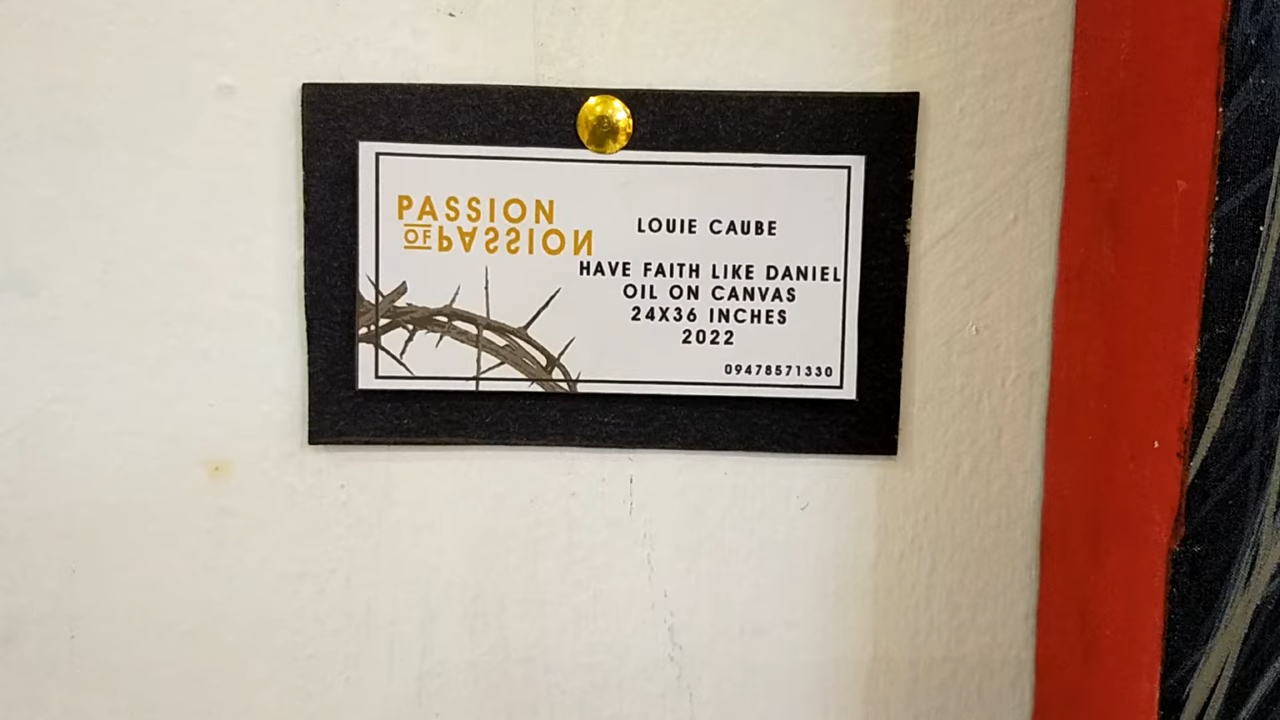 PASSION
OF PASSION
LOUIE CAUBE
HAVE FAITH LIKE DANIEL
OIL ON CANVAS
24X36 INCHES
2022
09478571330